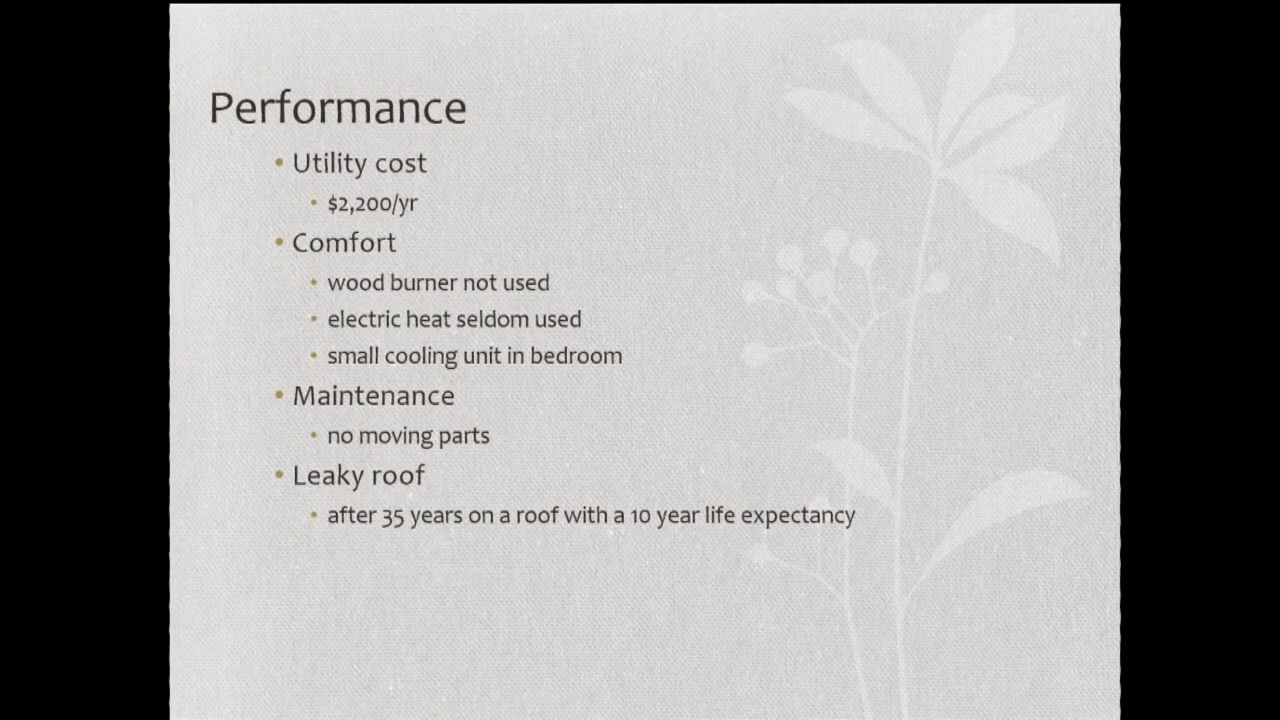 Performance
• Utility cost
• $2,200/yr
• Comfort
• wood burner not used
• electric heat seldom used
• small cooling unit in bedroom
• Maintenance
• no moving parts
• Leaky roof
• after 35 years on a roof with a 10 year life expectancy